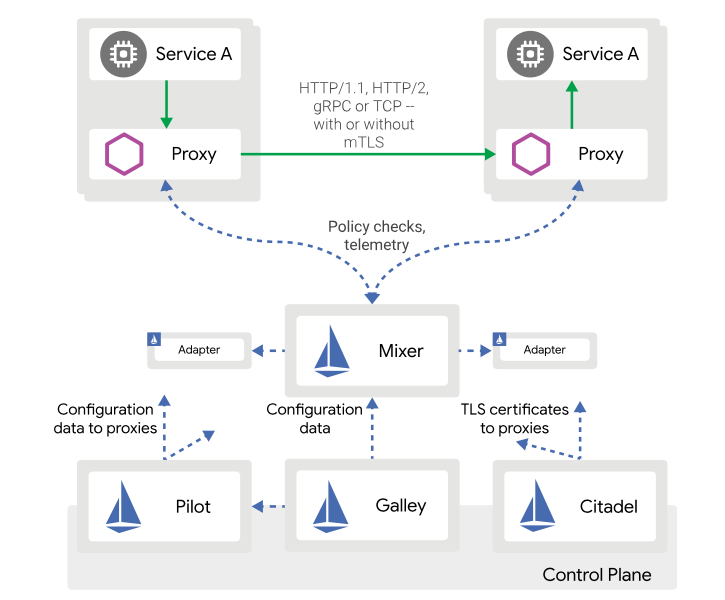 Service A
Service A
HTTP/1.1, HTTP/2,
gRPC or TCP --
with or without
mTLS
Proxy
Proxy
Policy checks,
telemetry
Adapter
Mixer
Adapter
Configuration
data to proxies
Configuration
data
TLS certificates
to proxies
Pilot
Galley
Citadel
Control Plane